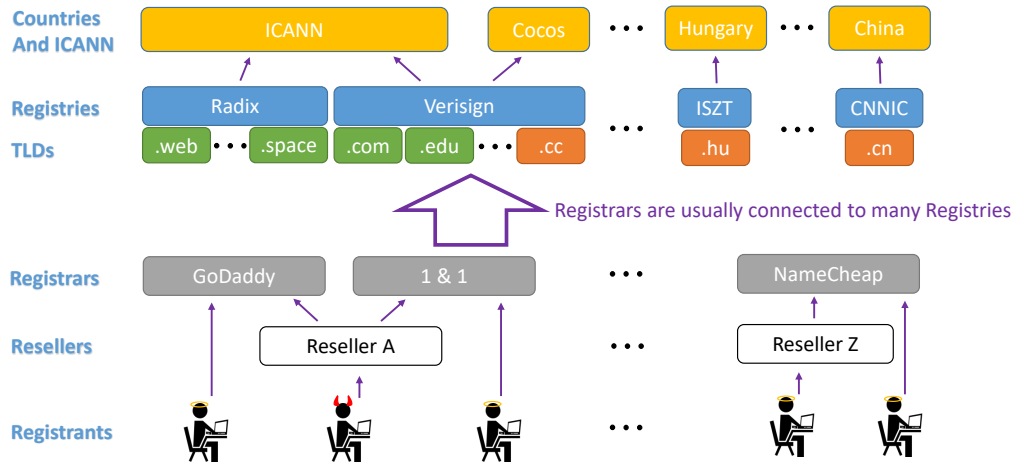 Countries
And ICANN
ICANN
Cocos
Hungary
China
Registries
Radix
Verisign
ISZT
CNNIC
TLDs
.web
.space
.com
.edu
.cc
.hu
.cn
Registrars are usually connected to many Registries
Registrars
GoDaddy
1 & 1
NameCheap
Resellers
Reseller A
Reseller Z
Registrants